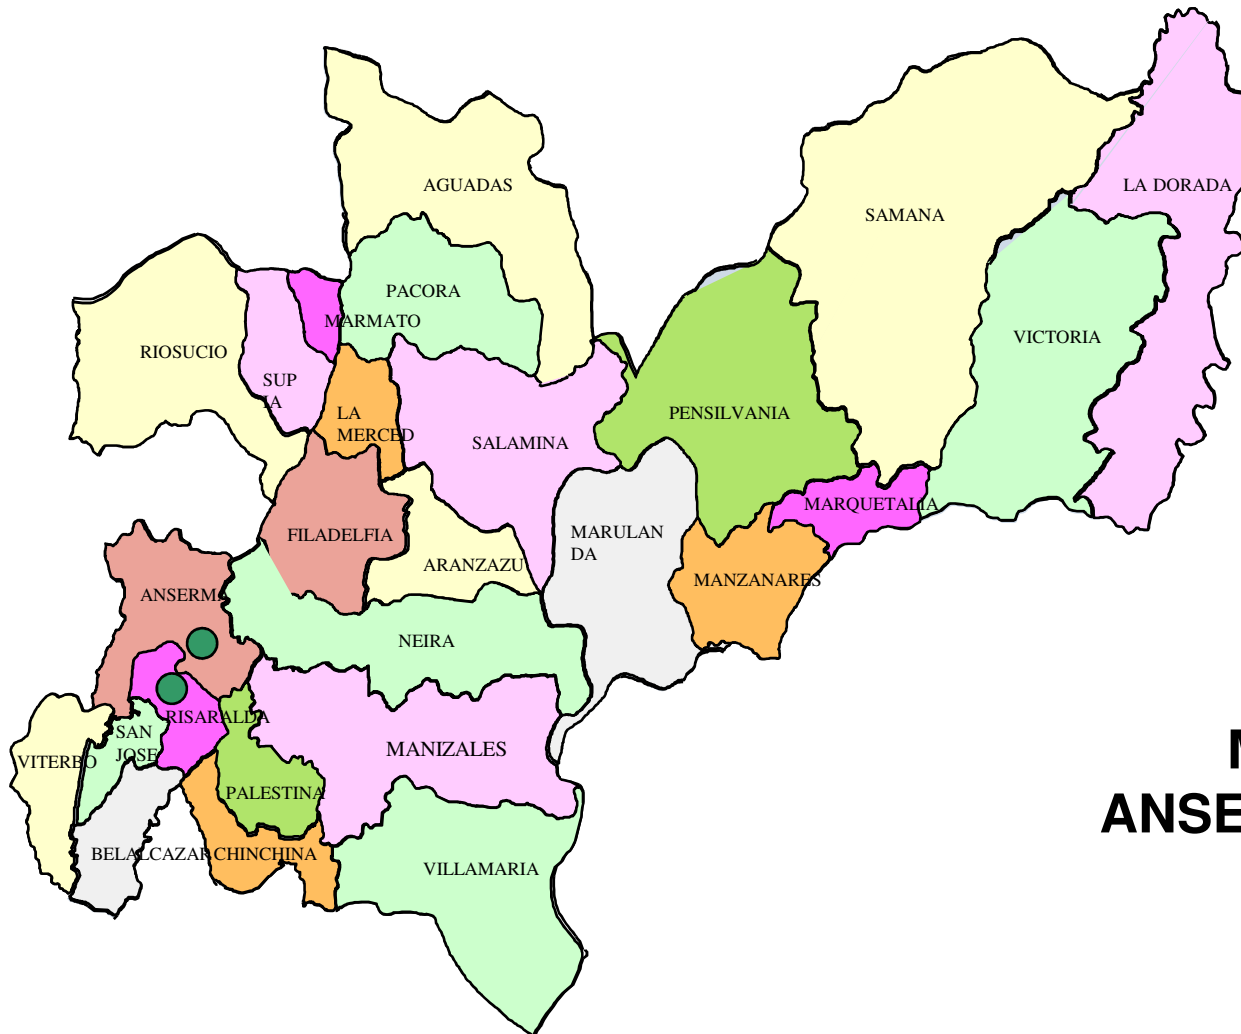 AGUADAS
LA DORADA
SAMANA
PACORA
MARMATO
VICTORIA
RIOSUCIO
SUP
IA
LA
MERCED
PENSILVANIA
SALAMINA
MARQUETALIA
FILADELFIA
MARULAN
DA
ARANZAZU
MANZANARES
ANSERMA
NEIRA
RISARALDA
SAN
JOSE
MANIZALES
VITERBO
PALESTINA
BELALCAZAR
CHINCHINA
VILLAMARIA
M
ANSE